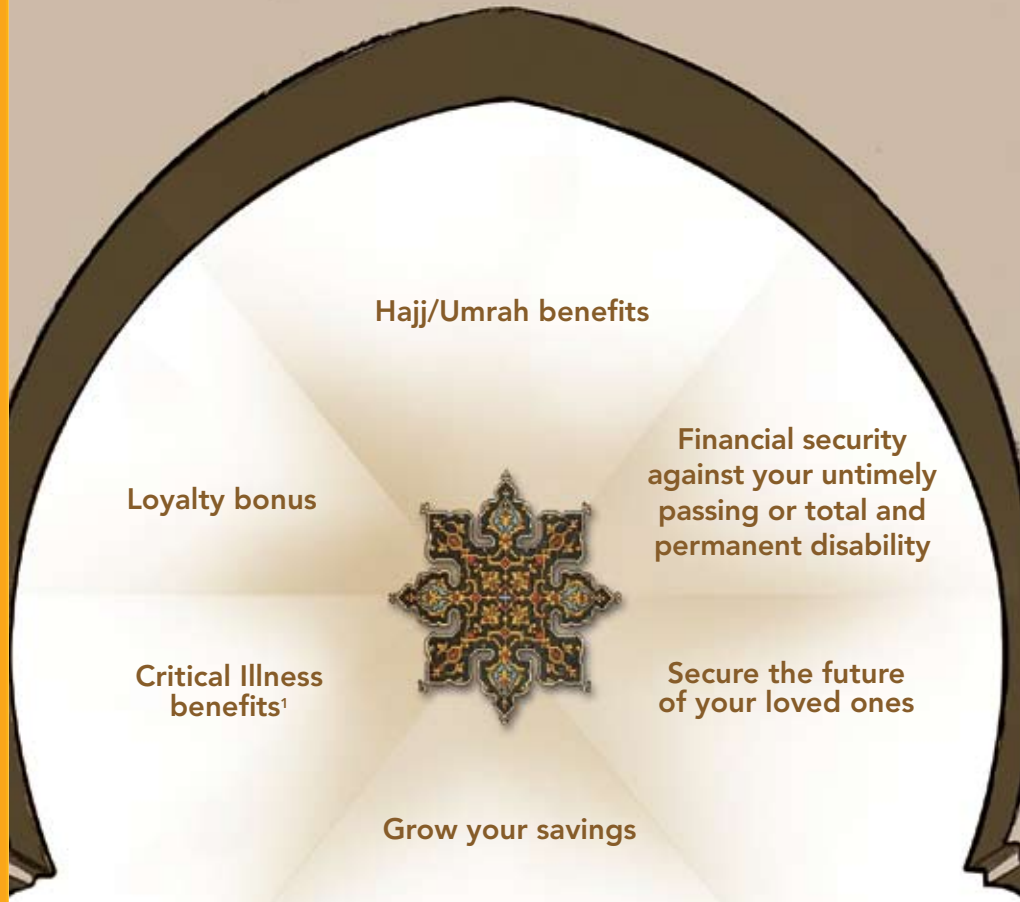 Hajj/Umrah benefits
Financial security
against your untimely
passing or total and
permanent disability
Loyalty bonus
Critical Illness
benefits¹
Secure the future
of your loved ones
Grow your savings